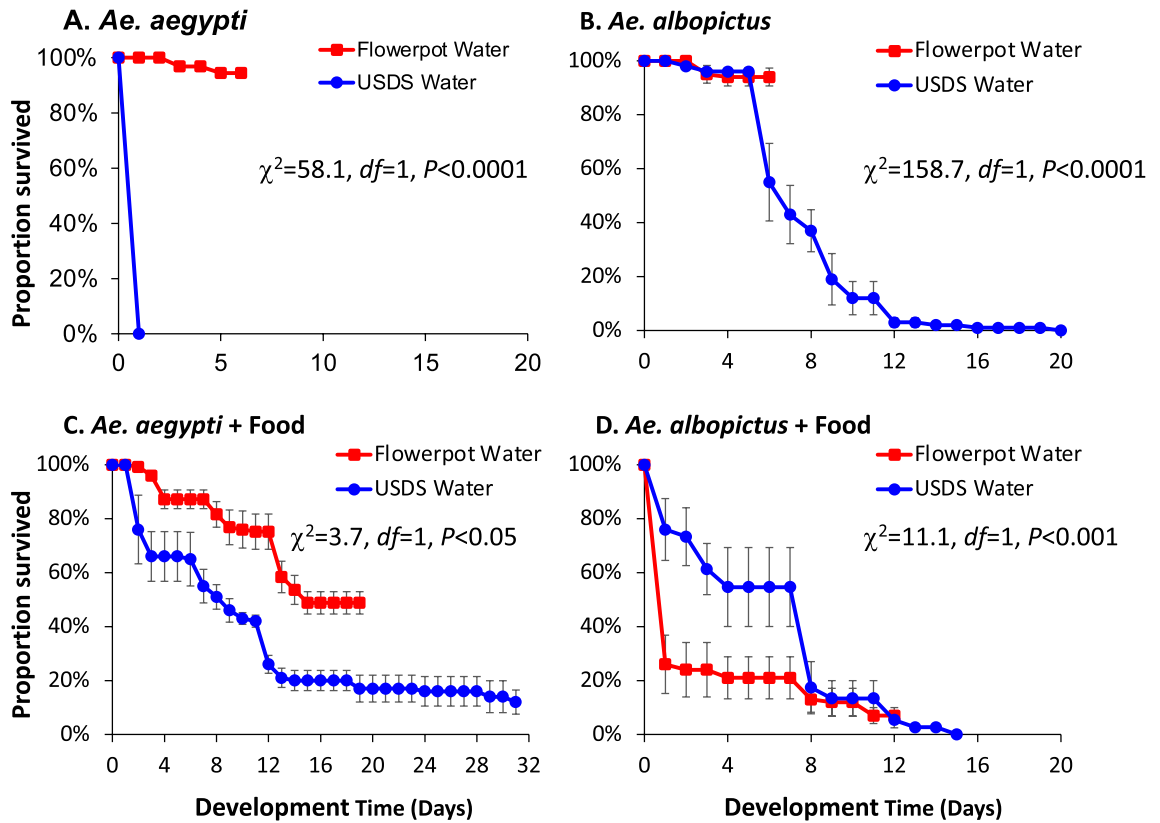 A. Ae. aegypti
Flowerpot Water
USDS Water
χ²=58.1, df=1, P<0.0001
Proportion survived
100%
80%
60%
40%
20%
0%
0 5 10 15 20
B. Ae. albopictus
Flowerpot Water
USDS Water
χ²=158.7, df=1, P<0.0001
100%
80%
60%
40%
20%
0%
0 4 8 12 16 20
C. Ae. aegypti + Food
Flowerpot Water
USDS Water
χ²=3.7, df=1, P<0.05
Proportion survived
100%
80%
60%
40%
20%
0%
0 4 8 12 16 20 24 28 32
Development Time (Days)
D. Ae. albopictus + Food
Flowerpot Water
USDS Water
χ²=11.1, df=1, P<0.001
100%
80%
60%
40%
20%
0%
0 4 8 12 16 20
Development Time (Days)